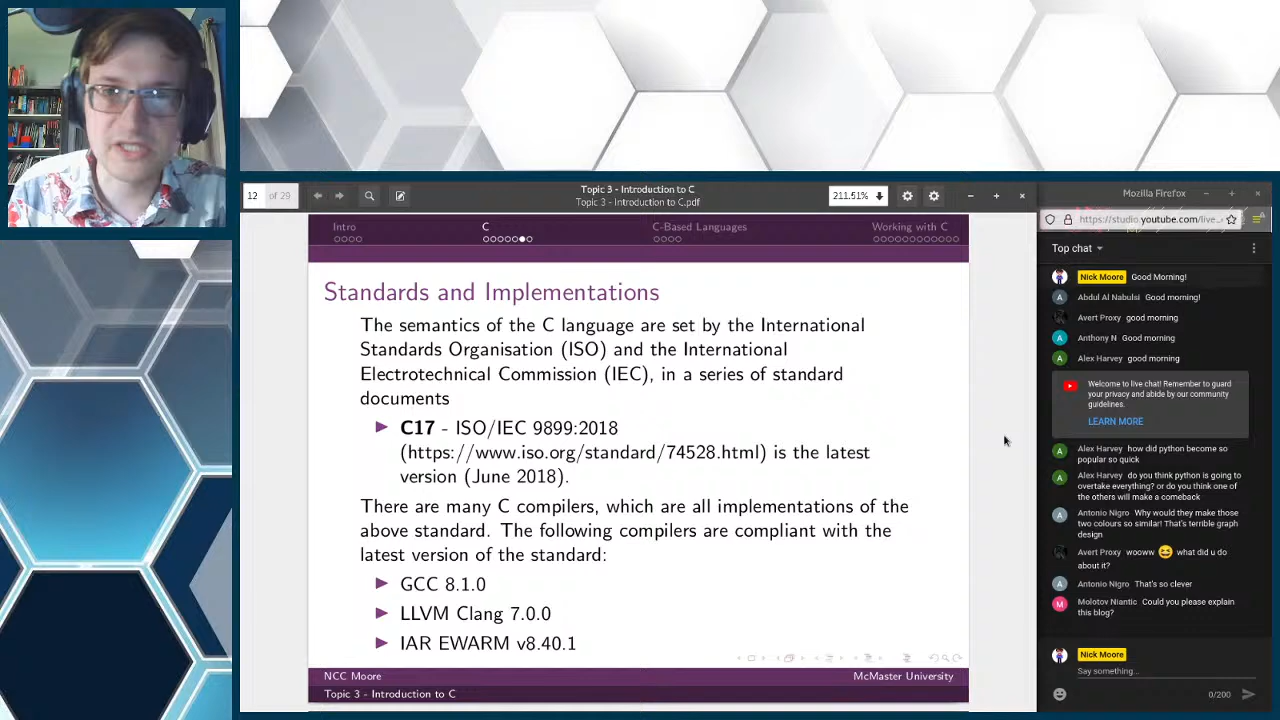 12 of 29
Topic 3 - Introduction to C
Topic 3 - Introduction to C.pdf
211.51%
Intro
C
C-Based Languages
Working with C
Standards and Implementations
The semantics of the C language are set by the International
Standards Organisation (ISO) and the International
Electrotechnical Commission (IEC), in a series of standard
documents
C17 - ISO/IEC 9899:2018
(https://www.iso.org/standard/74528.html) is the latest
version (June 2018).
There are many C compilers, which are all implementations of the
above standard. The following compilers are compliant with the
latest version of the standard:
GCC 8.1.0
LLVM Clang 7.0.0
IAR EWARM v8.40.1
NCC Moore
McMaster University
Topic 3 - Introduction to C
Mozilla Firefox
https://studio.youtube.com/live_
Top chat
Nick Moore Good Morning!
A Abdul Al Nabulsi Good morning!
Avert Proxy good morning
A Anthony N Good morning
A Alex Harvey good morning
Welcome to live chat! Remember to guard
your privacy and abide by our community
guidelines.
LEARN MORE
A Alex Harvey how did python become so
popular so quick
A Alex Harvey do you think python is going to
overtake everything? or do you think one of
the others will make a comeback
A Antonio Nigro Why would they make those
two colours so similar! That's terrible graph
design
Avert Proxy wooww 😆 what did u do
about it?
A Antonio Nigro That's so clever
M Molotov Niantic Could you please explain
this blog?
Nick Moore
Say something...
0/200